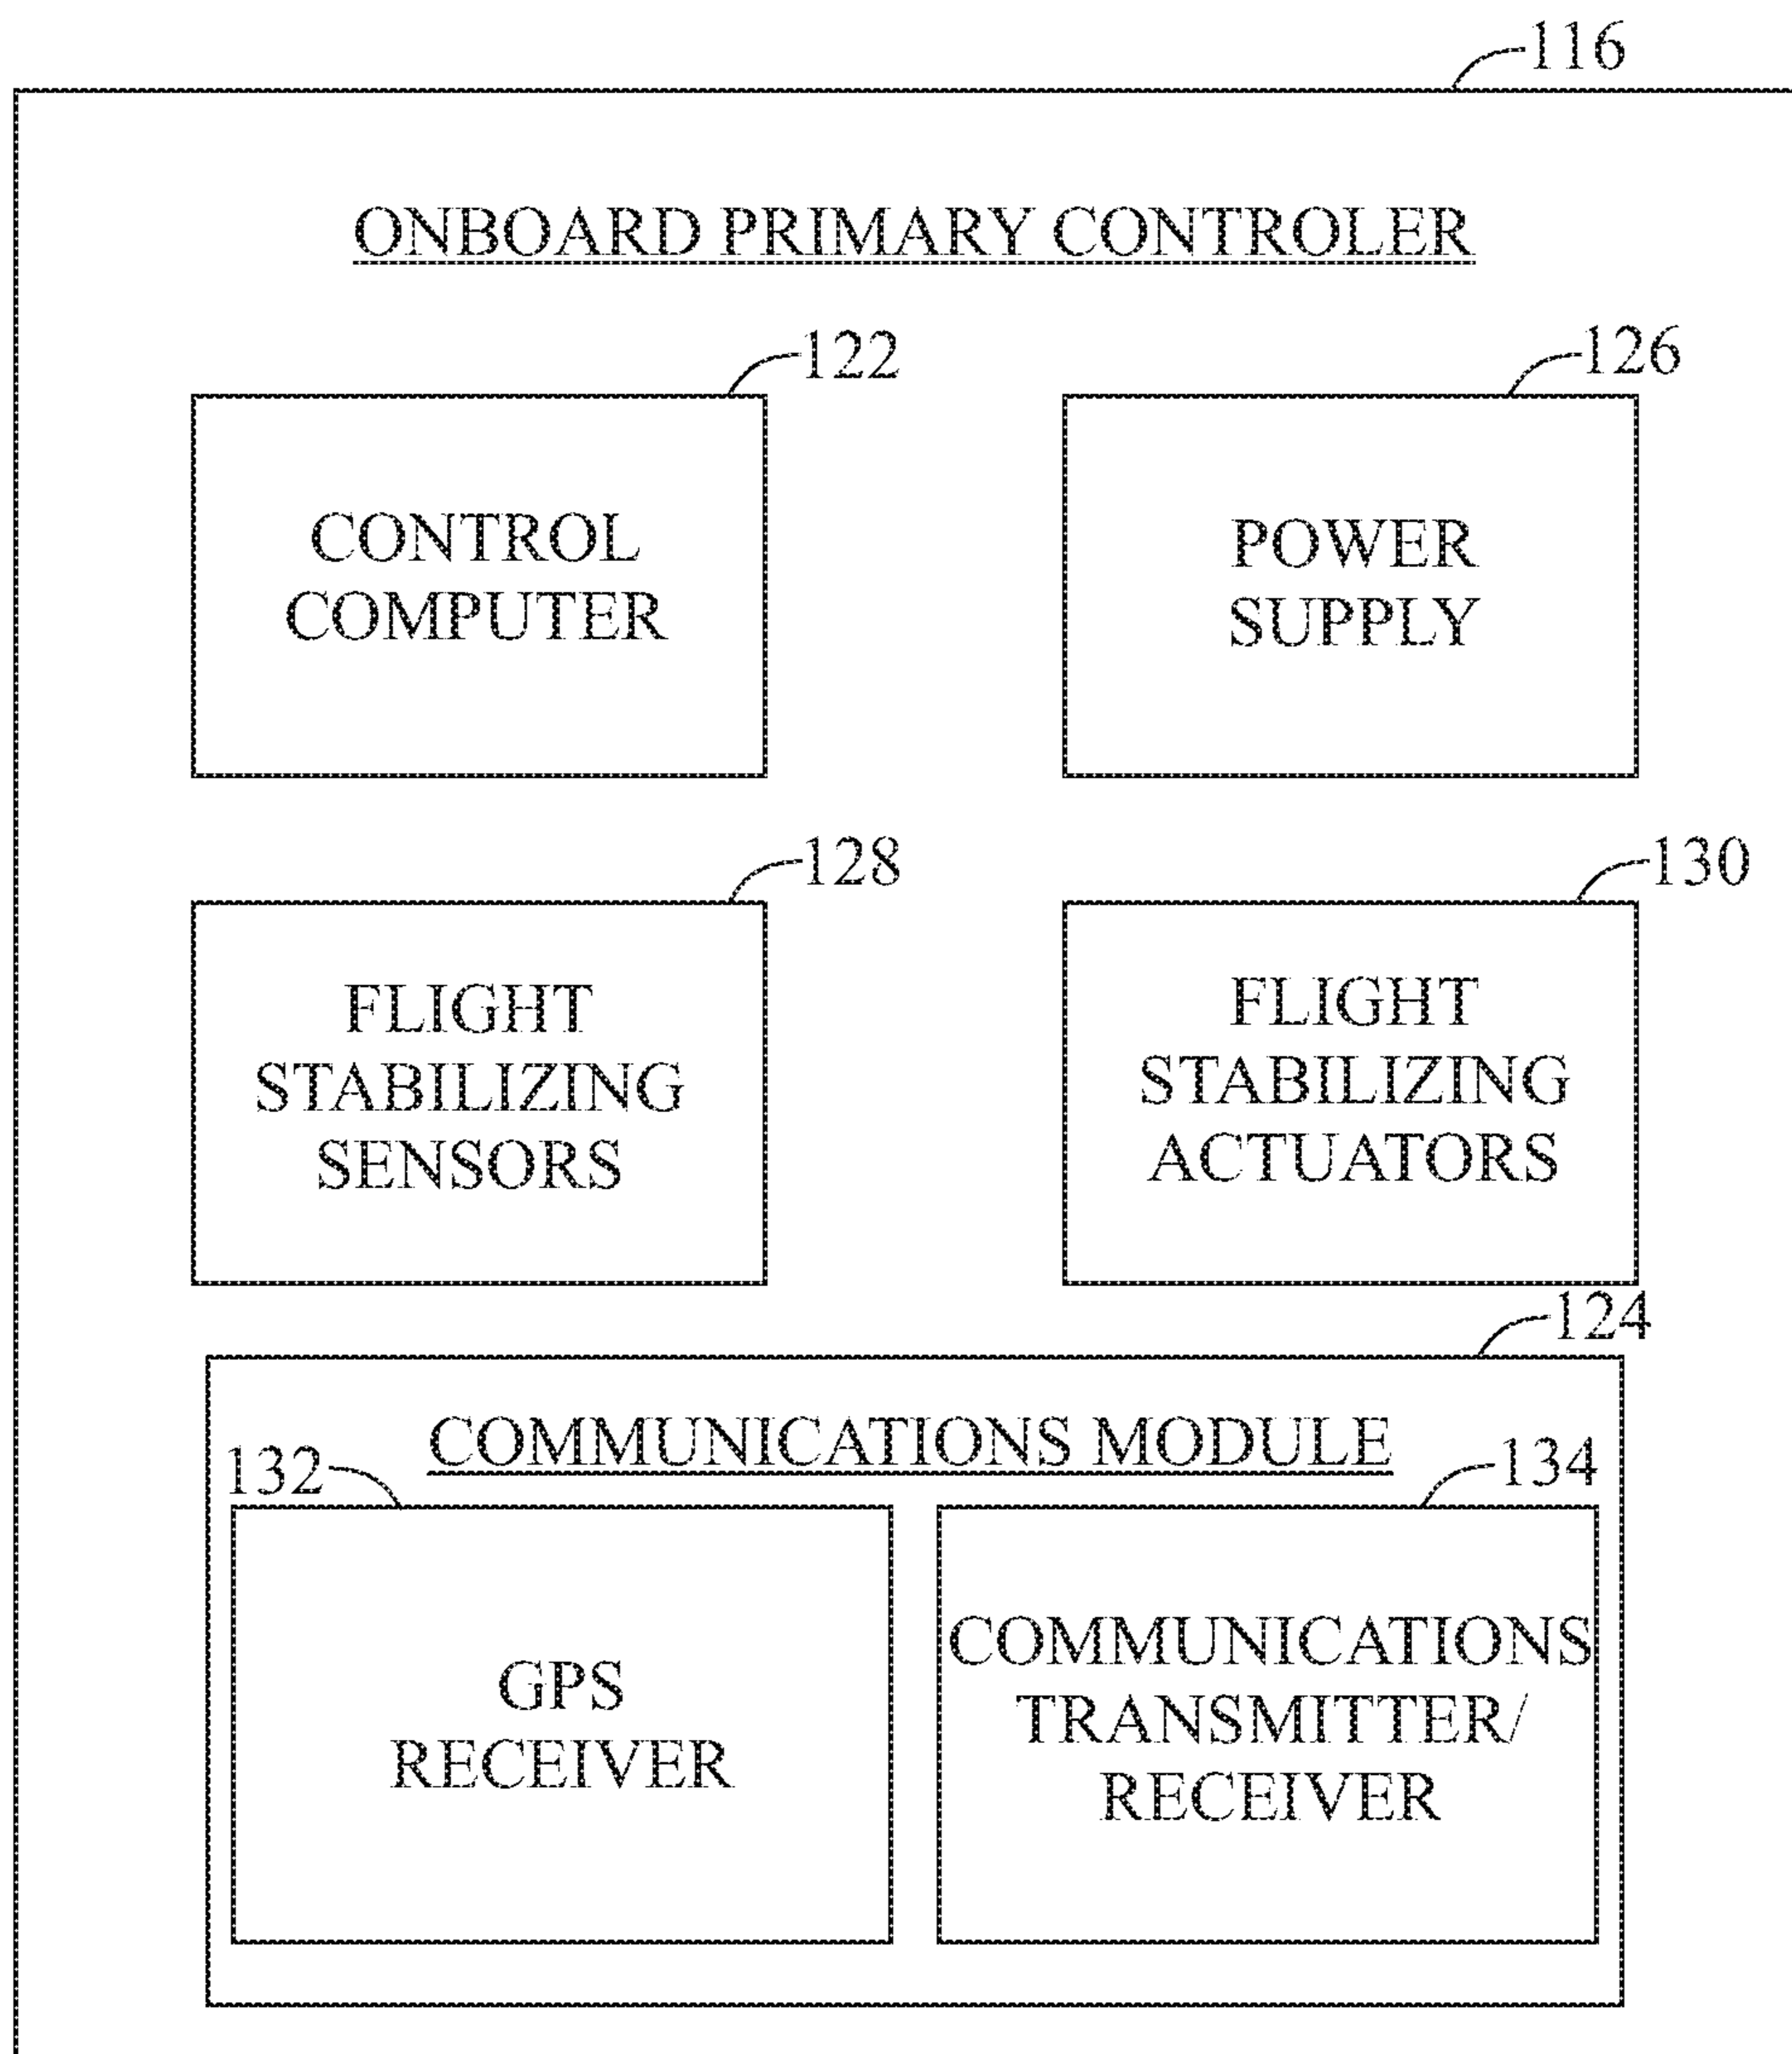 116
ONBOARD PRIMARY CONTROLER
122
126
CONTROL
COMPUTER
POWER
SUPPLY
128
130
FLIGHT
STABILIZING
SENSORS
FLIGHT
STABILIZING
ACTUATORS
124
COMMUNICATIONS MODULE
132
134
GPS
RECEIVER
COMMUNICATIONS
TRANSMITTER/
RECEIVER